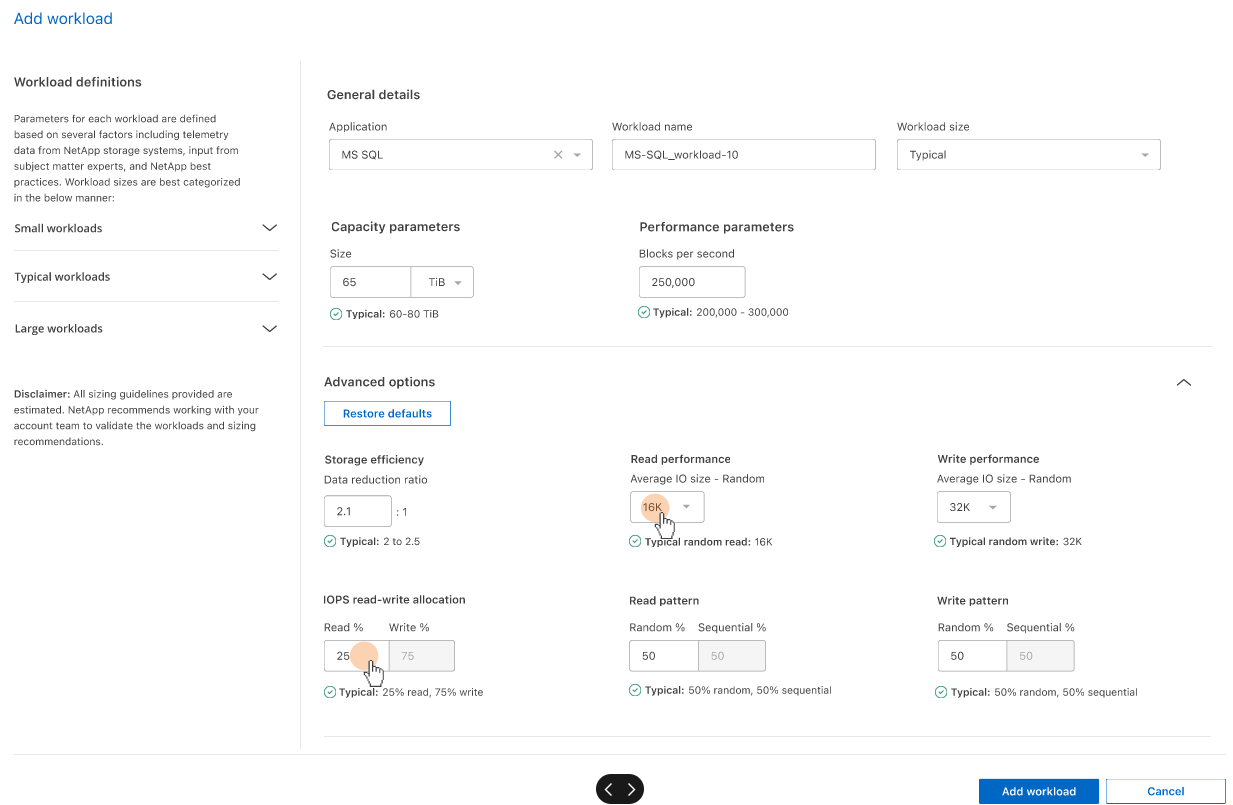 Add workload
Workload definitions
Parameters for each workload are defined
based on several factors including telemetry
data from NetApp storage systems, input from
subject matter experts, and NetApp best
practices. Workload sizes are best categorized
in the below manner:
Small workloads
Typical workloads
Large workloads
Disclaimer: All sizing guidelines provided are
estimated. NetApp recommends working with your
account team to validate the workloads and sizing
recommendations.
General details
Application Workload name Workload size
MS SQL MS-SQL_workload-10 Typical
Capacity parameters Performance parameters
Size Blocks per second
65 TiB 250,000
Typical: 60-80 TiB Typical: 200,000 - 300,000
Advanced options
Restore defaults
Storage efficiency Read performance Write performance
Data reduction ratio Average IO size - Random Average IO size - Random
2.1 : 1 16K 32K
Typical: 2 to 2.5 Typical random read: 16K Typical random write: 32K
IOPS read-write allocation Read pattern Write pattern
Read % Write % Random % Sequential % Random % Sequential %
25 75 50 50 50 50
Typical: 25% read, 75% write Typical: 50% random, 50% sequential Typical: 50% random, 50% sequential
Add workload Cancel